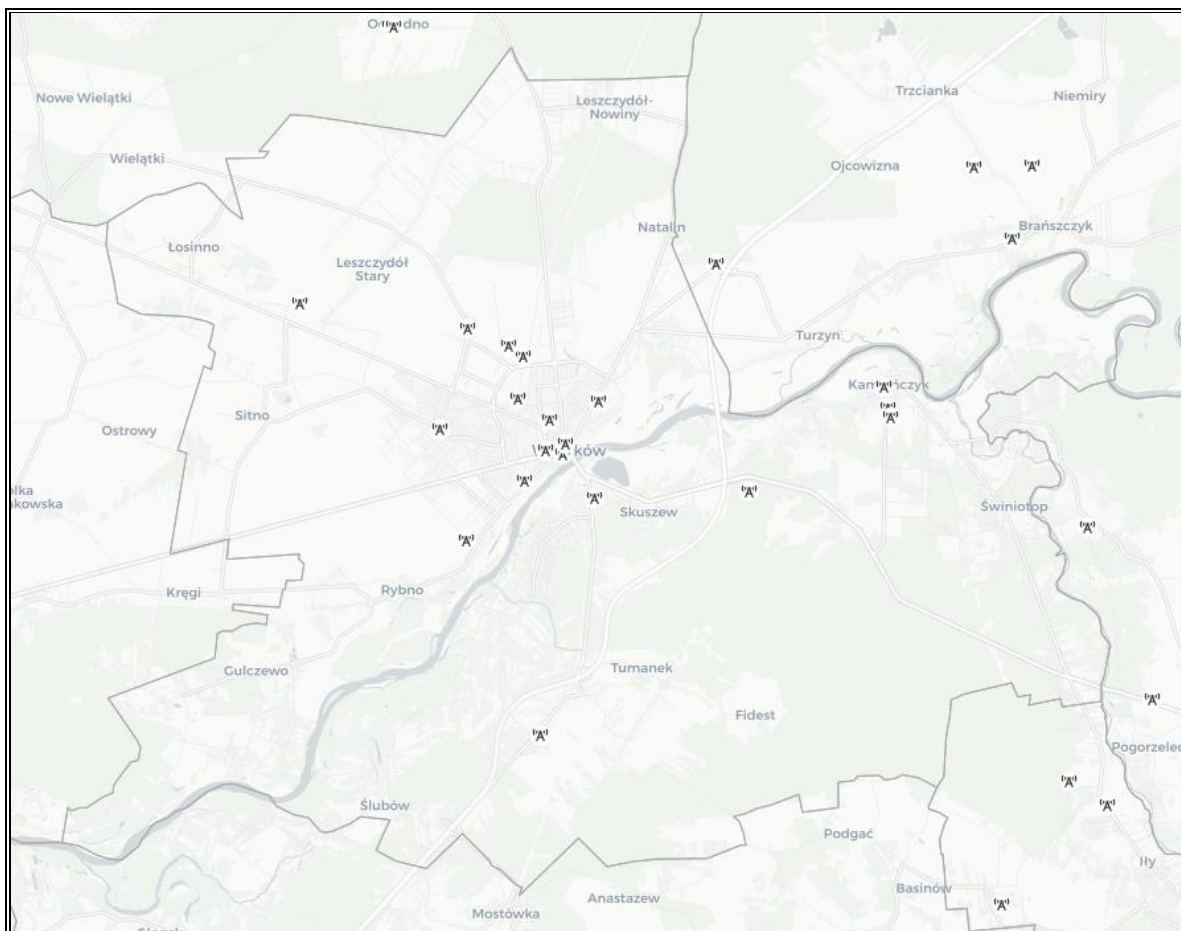 Nowe Wielątki
Leszczydół-
Nowiny
Trzcianka
Niemiry
Wielątki
Ojcowizna
Natalin
Brańszczyk
Łosinno
Leszczydół
Stary
Turzyn
Sitno
Ostrowy
Skuszew
Świniotop
Kręgi
Rybno
Gulczewo
Tumanek
Fidest
Ślubów
Podgać
Iły
Basinów
Anastazew
Mostówka